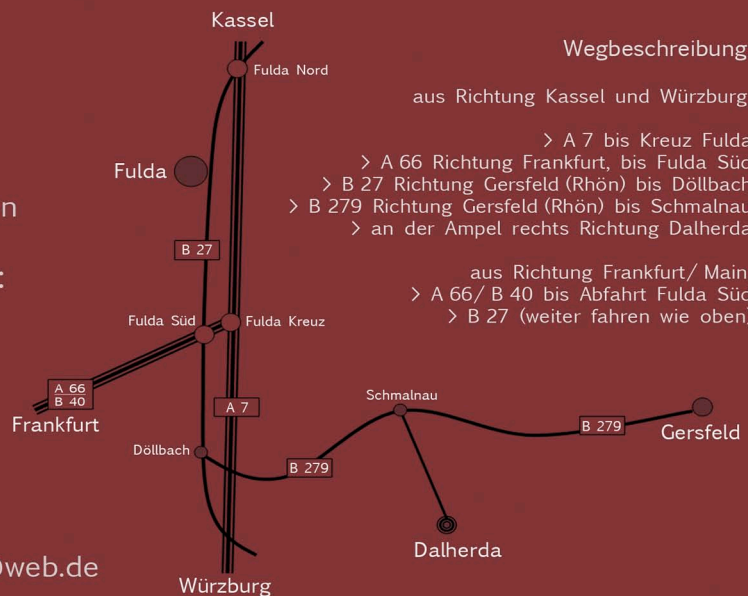 Kassel
Fulda Nord
Wegbeschreibung
aus Richtung Kassel und Würzburg
> A 7 bis Kreuz Fulda
> A 66 Richtung Frankfurt, bis Fulda Süd
> B 27 Richtung Gersfeld (Rhön) bis Döllbach
> B 279 Richtung Gersfeld (Rhön) bis Schmalnau
> an der Ampel rechts Richtung Dalherda
aus Richtung Frankfurt/ Main
> A 66/ B 40 bis Abfahrt Fulda Süd
> B 27 (weiter fahren wie oben)
Fulda
n
:
B 27
Fulda Süd
Fulda Kreuz
A 66
B 40
Frankfurt
A 7
Schmalnau
B 279
Gersfeld
Döllbach
B 279
Dalherda
@web.de
Würzburg